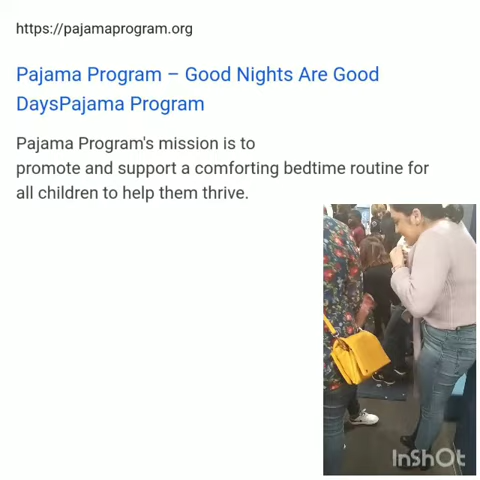 https://pajamaprogram.org
Pajama Program – Good Nights Are Good
DaysPajama Program
Pajama Program's mission is to
promote and support a comforting bedtime routine for
all children to help them thrive.
InShOt